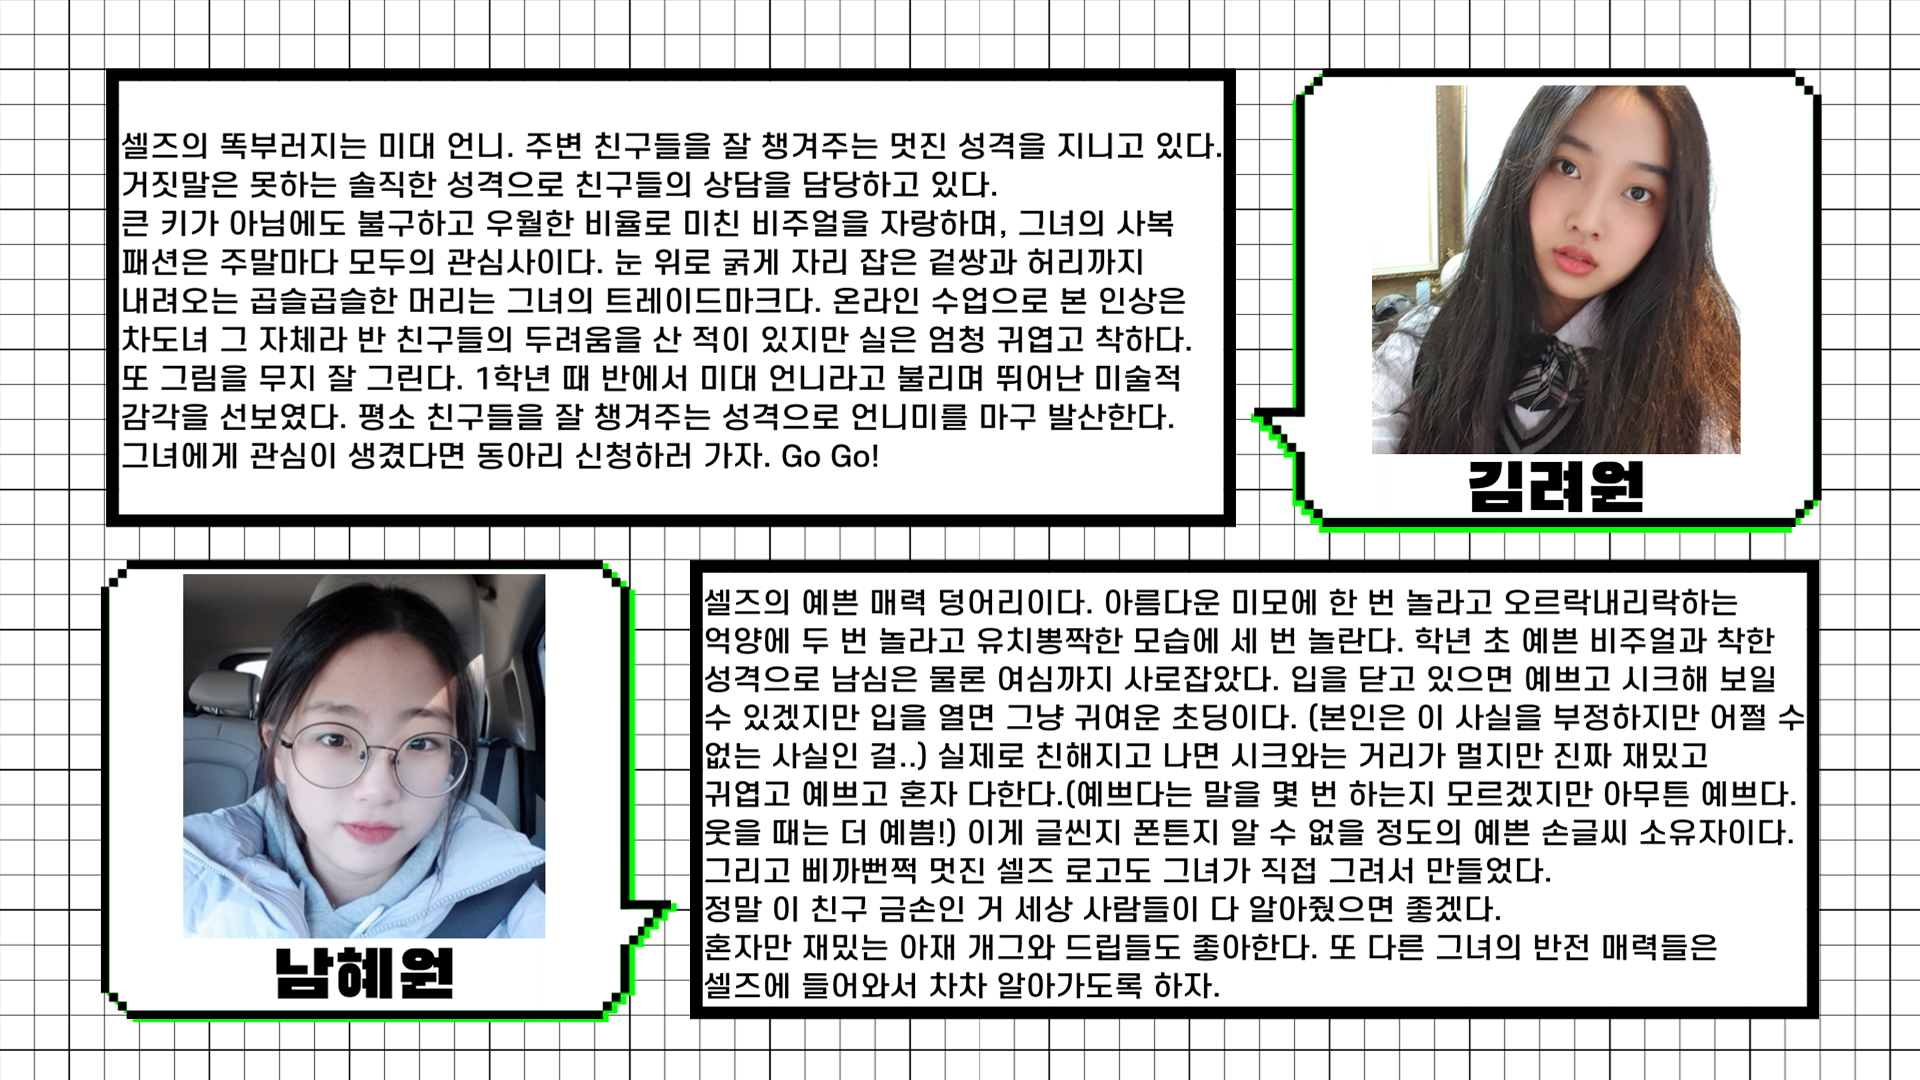 셀즈의 똑부러지는 미대 언니. 주변 친구들을 잘 챙겨주는 멋진 성격을 지니고 있다.
거짓말은 못하는 솔직한 성격으로 친구들의 상담을 담당하고 있다.
큰 키가 아님에도 불구하고 우월한 비율로 미친 비주얼을 자랑하며, 그녀의 사복
패션은 주말마다 모두의 관심사이다. 눈 위로 굵게 자리 잡은 겉쌍과 허리까지
내려오는 곱슬곱슬한 머리는 그녀의 트레이드마크다. 온라인 수업으로 본 인상은
차도녀 그 자체라 반 친구들의 두려움을 산 적이 있지만 실은 엄청 귀엽고 착하다.
또 그림을 무지 잘 그린다. 1학년 때 반에서 미대 언니라고 불리며 뛰어난 미술적
감각을 선보였다. 평소 친구들을 잘 챙겨주는 성격으로 언니미를 마구 발산한다.
그녀에게 관심이 생겼다면 동아리 신청하러 가자. Go Go!
김려원
남혜원
셀즈의 예쁜 매력 덩어리이다. 아름다운 미모에 한 번 놀라고 오르락내리락하는
억양에 두 번 놀라고 유치뽕짝한 모습에 세 번 놀란다. 학년 초 예쁜 비주얼과 착한
성격으로 남심은 물론 여심까지 사로잡았다. 입을 닫고 있으면 예쁘고 시크해 보일
수 있겠지만 입을 열면 그냥 귀여운 초딩이다. (본인은 이 사실을 부정하지만 어쩔 수
없는 사실인 걸..) 실제로 친해지고 나면 시크와는 거리가 멀지만 진짜 재밌고
귀엽고 예쁘고 혼자 다한다.(예쁘다는 말을 몇 번 하는지 모르겠지만 아무튼 예쁘다.
웃을 때는 더 예쁨!) 이게 글씬지 폰튼지 알 수 없을 정도의 예쁜 손글씨 소유자이다.
그리고 삐까뻔쩍 멋진 셀즈 로고도 그녀가 직접 그려서 만들었다.
정말 이 친구 금손인 거 세상 사람들이 다 알아줬으면 좋겠다.
혼자만 재밌는 아재 개그와 드립들도 좋아한다. 또 다른 그녀의 반전 매력들은
셀즈에 들어와서 차차 알아가도록 하자.